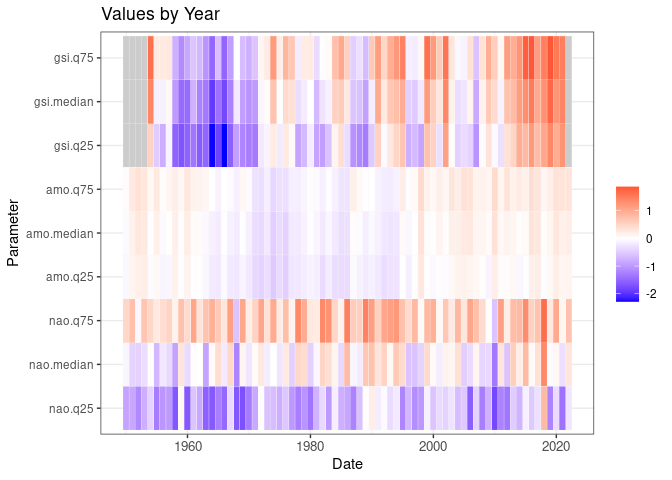 Values by Year
gsi.q75
gsi.median
gsi.q25
amo.q75
amo.median
amo.q25
nao.q75
nao.median
nao.q25
Parameter
1960
1980
2000
2020
Date
1
0
-1
-2